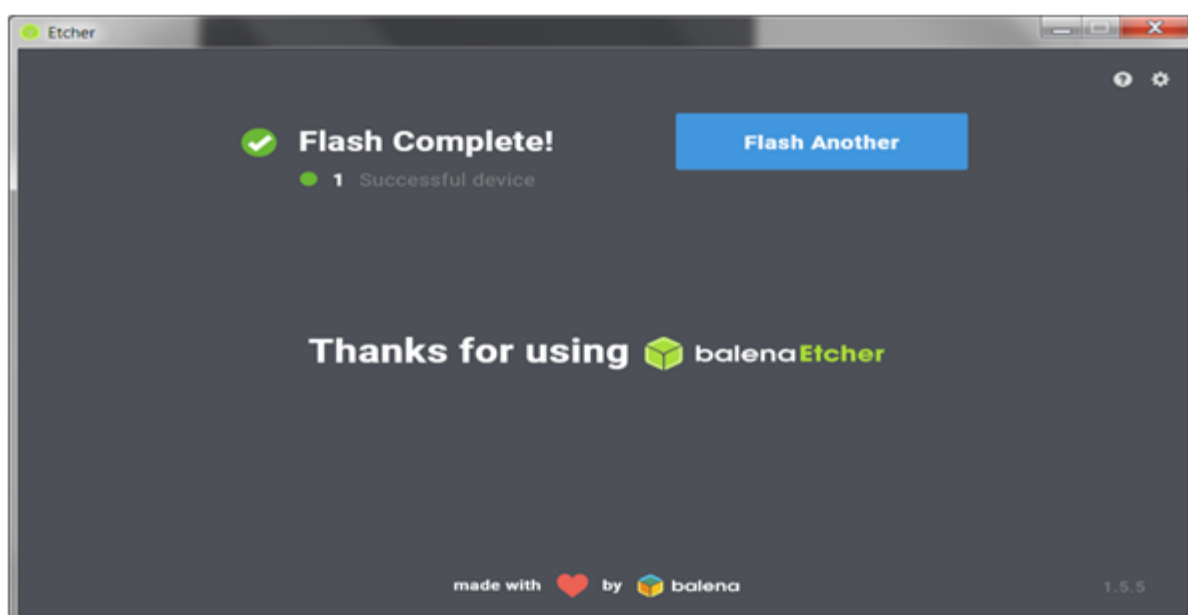 Etcher
Flash Complete!
Flash Another
1 Successful device
Thanks for using balenaEtcher
made with by balena
1.5.5